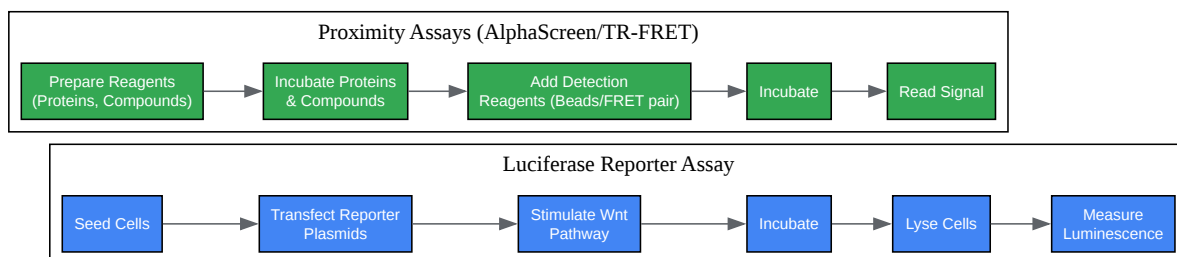 Proximity Assays (AlphaScreen/TR-FRET)
Prepare Reagents
(Proteins, Compounds)
Incubate Proteins
& Compounds
Add Detection
Reagents (Beads/FRET pair)
Incubate
Read Signal
Luciferase Reporter Assay
Seed Cells
Transfect Reporter
Plasmids
Stimulate Wnt
Pathway
Incubate
Lyse Cells
Measure
Luminescence